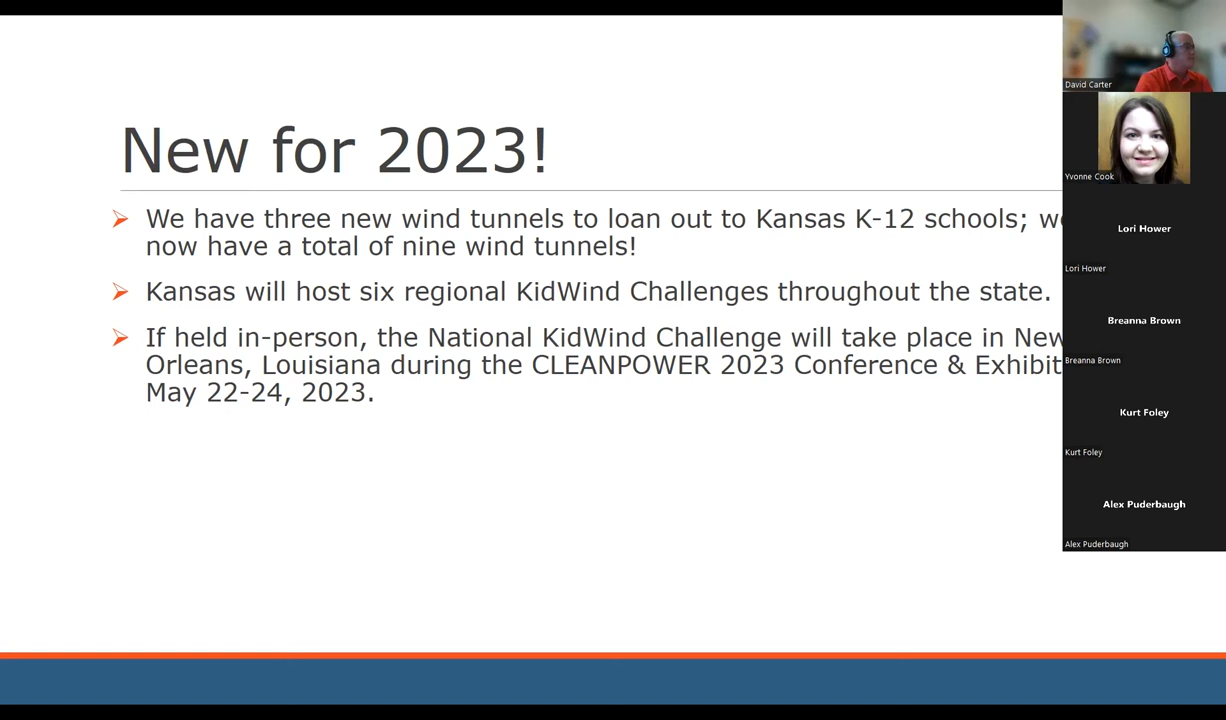 New for 2023!
We have three new wind tunnels to loan out to Kansas K-12 schools;
now have a total of nine wind tunnels!
Kansas will host six regional KidWind Challenges throughout the state.
If held in-person, the National KidWind Challenge will take place in New
Orleans, Louisiana during the CLEANPOWER 2023 Conference &
May 22-24, 2023.
David Carter
Yvonne Cook
Lori Hower
Lori Hower
Breanna Brown
Breanna Brown
Kurt Foley
Kurt Foley
Alex Puderbaugh
Alex Puderbaugh